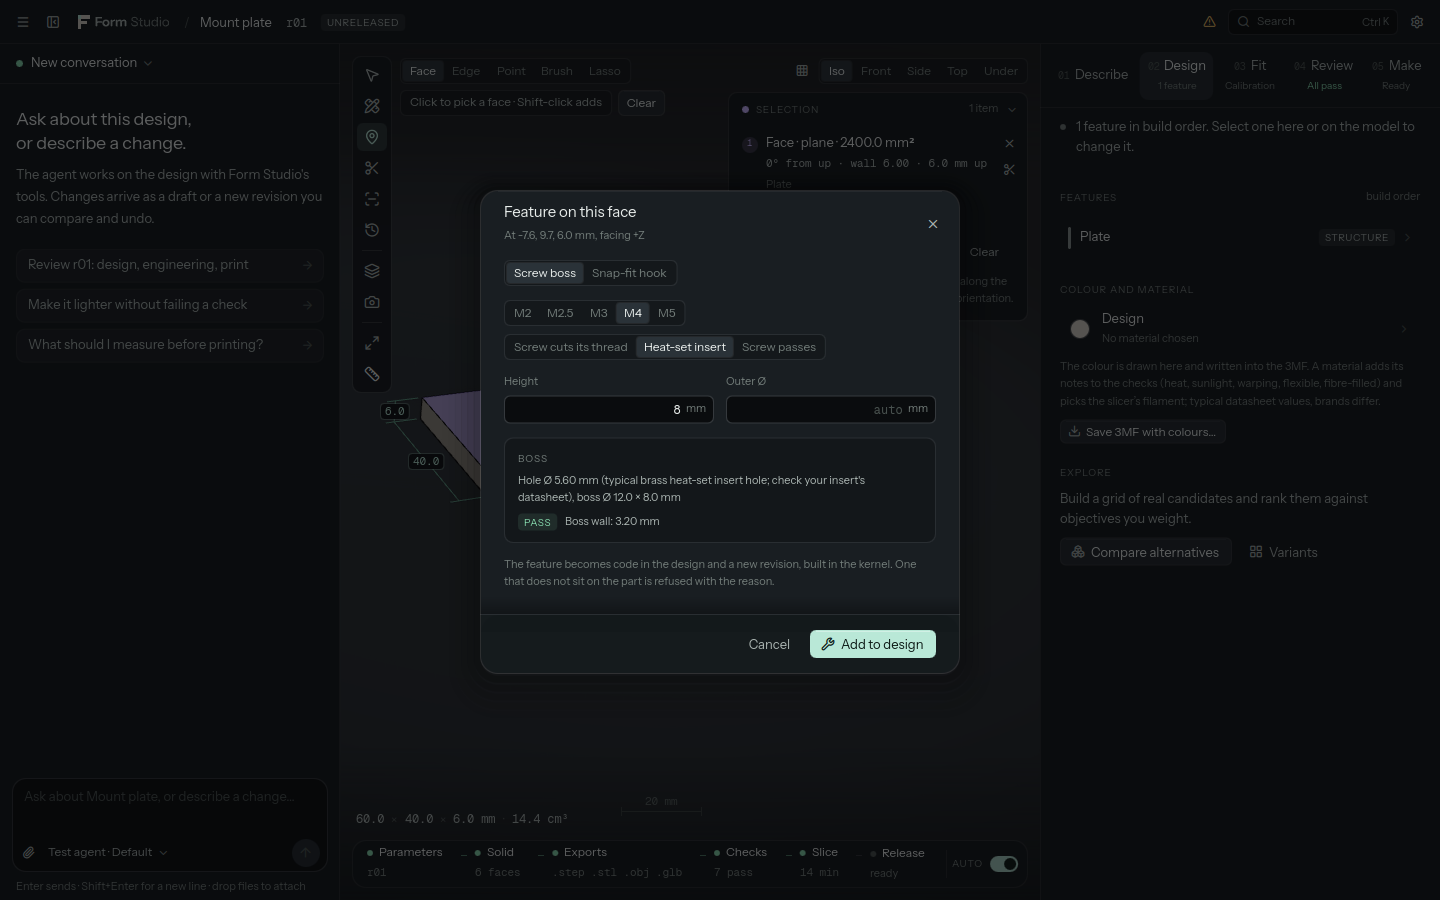 Form Studio / Mount plate r01 UNRELEASED
Search Ctrl K
New conversation
Ask about this design,
or describe a change.
The agent works on the design with Form Studio's
tools. Changes arrive as a draft or a new revision you
can compare and undo.
Review r01: design, engineering, print
Make it lighter without failing a check
What should I measure before printing?
Ask about Mount plate, or describe a change...
Test agent · Default
Enter sends · Shift+Enter for a new line · drop files to attach
Face Edge Point Brush Lasso
Iso Front Side Top Under
Click to pick a face · Shift-click adds
Clear
SELECTION 1 item
1 Face · plane · 2400.0 mm²
0° from up · wall 6.00 · 6.0 mm up
Plate
Clear
along the
orientation.
6.0
40.0
Feature on this face
At -7.6, 9.7, 6.0 mm, facing +Z
Screw boss Snap-fit hook
M2 M2.5 M3 M4 M5
Screw cuts its thread Heat-set insert Screw passes
Height Outer Ø
8 mm auto mm
BOSS
Hole Ø 5.60 mm (typical brass heat-set insert hole; check your insert's
datasheet), boss Ø 12.0 × 8.0 mm
PASS Boss wall: 3.20 mm
The feature becomes code in the design and a new revision, built in the kernel. One
that does not sit on the part is refused with the reason.
Cancel Add to design
20 mm
60.0 × 40.0 × 6.0 mm · 14.4 cm³
Parameters Solid Exports Checks Slice Release
r01 6 faces .step .stl .obj .glb 7 pass 14 min ready
AUTO
01 Describe 02 Design 03 Fit 04 Review 05 Make
1 feature Calibration All pass Ready
1 feature in build order. Select one here or on the model to
change it.
FEATURES build order
Plate STRUCTURE
COLOUR AND MATERIAL
Design
No material chosen
The colour is drawn here and written into the 3MF. A material adds its
notes to the checks (heat, sunlight, warping, flexible, fibre-filled) and
picks the slicer's filament; typical datasheet values, brands differ.
Save 3MF with colours...
EXPLORE
Build a grid of real candidates and rank them against
objectives you weight.
Compare alternatives Variants